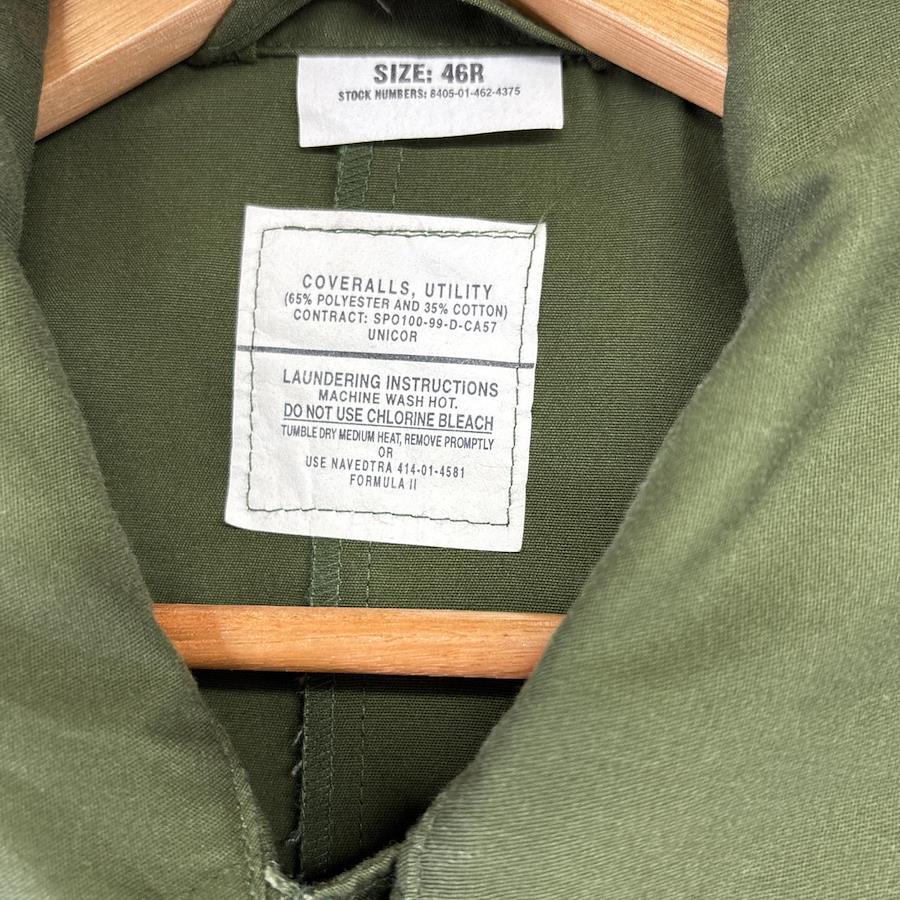 SIZE: 46R
STOCK NUMBERS: 8405-01-462-4375
COVERALLS, UTILITY
(65% POLYESTER AND 35% COTTON)
CONTRACT: SPO100-99-D-CA57
UNICOR
LAUNDERING INSTRUCTIONS
MACHINE WASH HOT.
DO NOT USE CHLORINE BLEACH
TUMBLE DRY MEDIUM HEAT, REMOVE PROMPTLY
OR
USE NAVEDTRA 414-01-4581
FORMULA II